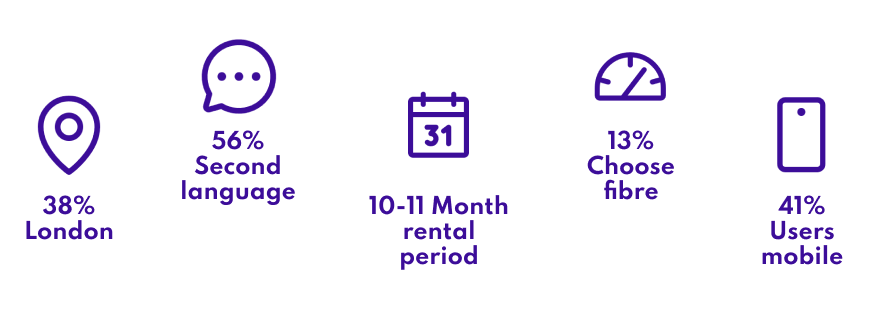 38%
London
56%
Second
language
31
10-11 Month
rental
period
13%
Choose
fibre
41%
Users
mobile